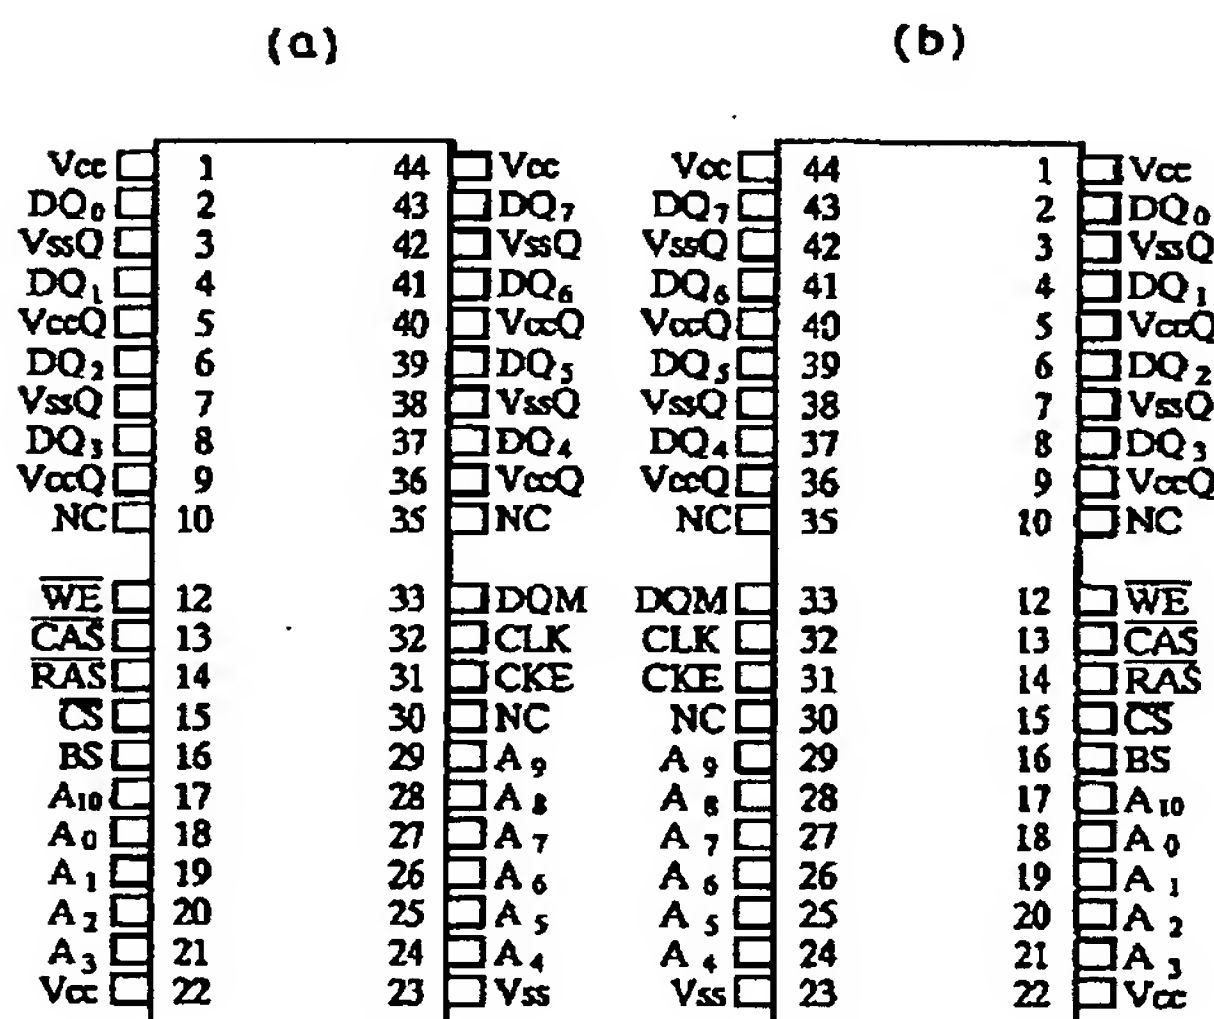 (a) (b)
Vcc 1 44 Vcc Vcc 44 1 Vcc
DQ0 2 43 DQ7 DQ7 43 2 DQ0
VssQ 3 42 VssQ VssQ 42 3 VssQ
DQ1 4 41 DQ6 DQ6 41 4 DQ1
VccQ 5 40 VccQ VccQ 40 5 VccQ
DQ2 6 39 DQ5 DQ5 39 6 DQ2
VssQ 7 38 VssQ VssQ 38 7 VssQ
DQ3 8 37 DQ4 DQ4 37 8 DQ3
VccQ 9 36 VccQ VccQ 36 9 VccQ
NC 10 35 NC NC 35 10 NC
W̅E̅ 12 33 DQM DQM 33 12 W̅E̅
C̅A̅S̅ 13 32 CLK CLK 32 13 C̅A̅S̅
R̅A̅S̅ 14 31 CKE CKE 31 14 R̅A̅S̅
C̅S̅ 15 30 NC NC 30 15 C̅S̅
BS 16 29 A9 A9 29 16 BS
A10 17 28 A8 A8 28 17 A10
A0 18 27 A7 A7 27 18 A0
A1 19 26 A6 A6 26 19 A1
A2 20 25 A5 A5 25 20 A2
A3 21 24 A4 A4 24 21 A3
Vcc 22 23 Vss Vss 23 22 Vcc